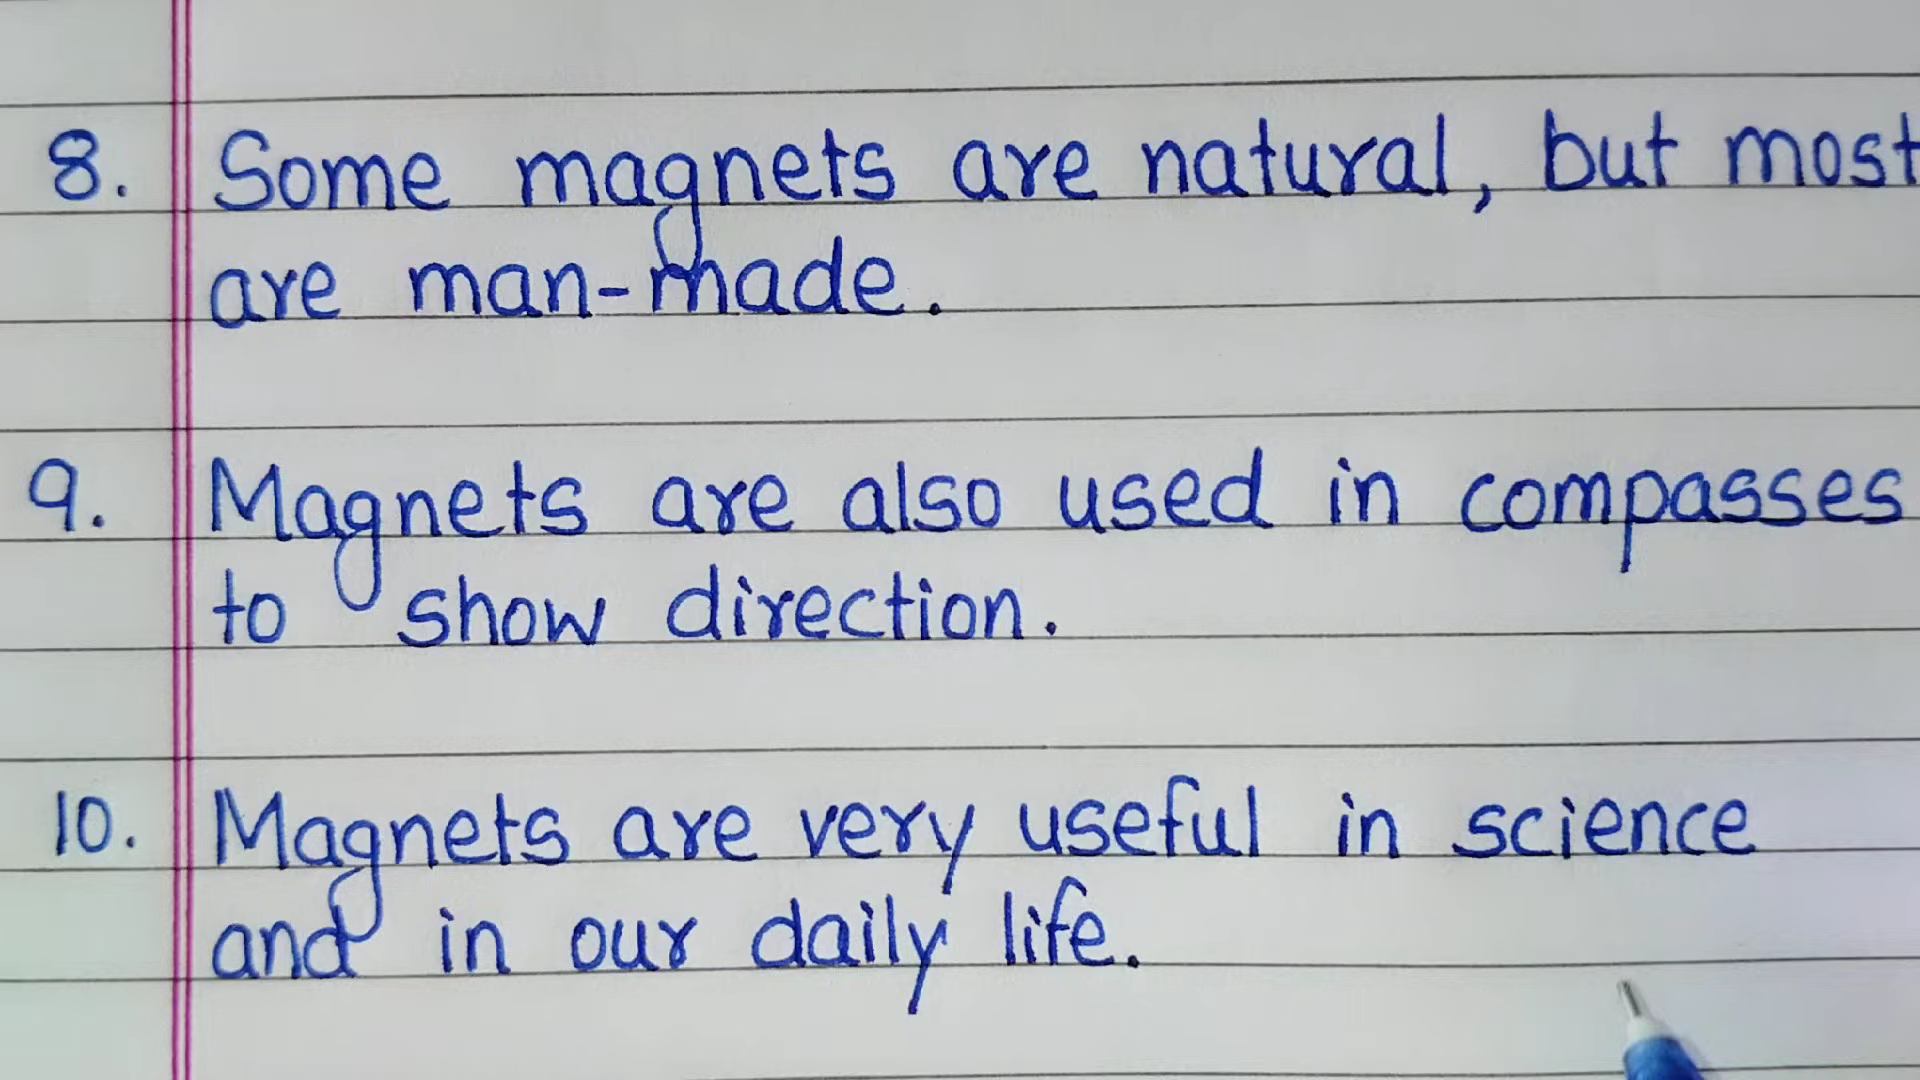 8. Some magnets are natural, but most
are man-made.
9. Magnets are also used in compasses
to show direction.
10. Magnets are very useful in science
and in our daily life.